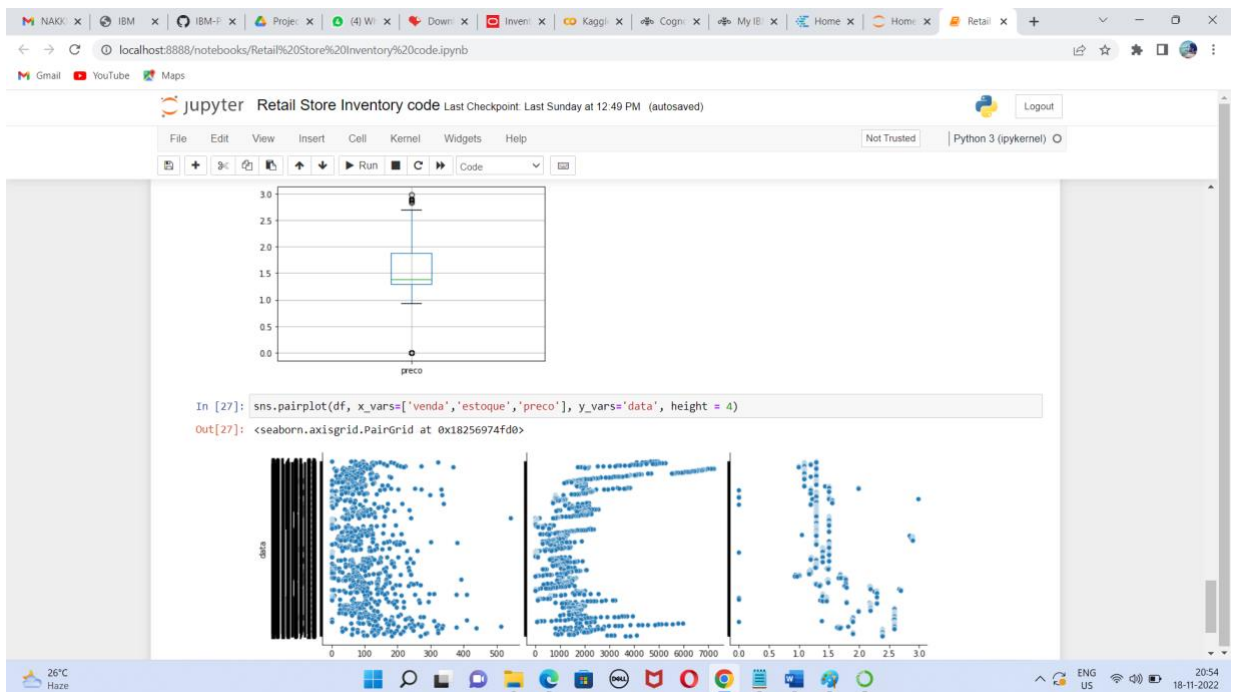 NAKK IBM IBM-P Projec (4) W Down Invent Kaggl Cogn My IB Home Home Retail
localhost:8888/notebooks/Retail%20Store%20Inventory%20code.ipynb
Gmail YouTube Maps
jupyter Retail Store Inventory code Last Checkpoint: Last Sunday at 12:49 PM (autosaved) Logout
File Edit View Insert Cell Kernel Widgets Help Not Trusted Python 3 (ipykernel)
Run Code
3.0
2.5
2.0
1.5
1.0
0.5
0.0
preco
In [27]: sns.pairplot(df, x_vars=['venda','estoque','preco'], y_vars='data', height = 4)
Out[27]: <seaborn.axisgrid.PairGrid at 0x18256974fd0>
data
0 100 200 300 400 500 0 1000 2000 3000 4000 5000 6000 7000 0.0 0.5 1.0 1.5 2.0 2.5 3.0
26°C
Haze
DELL
ENG
US
20:54
18-11-2022